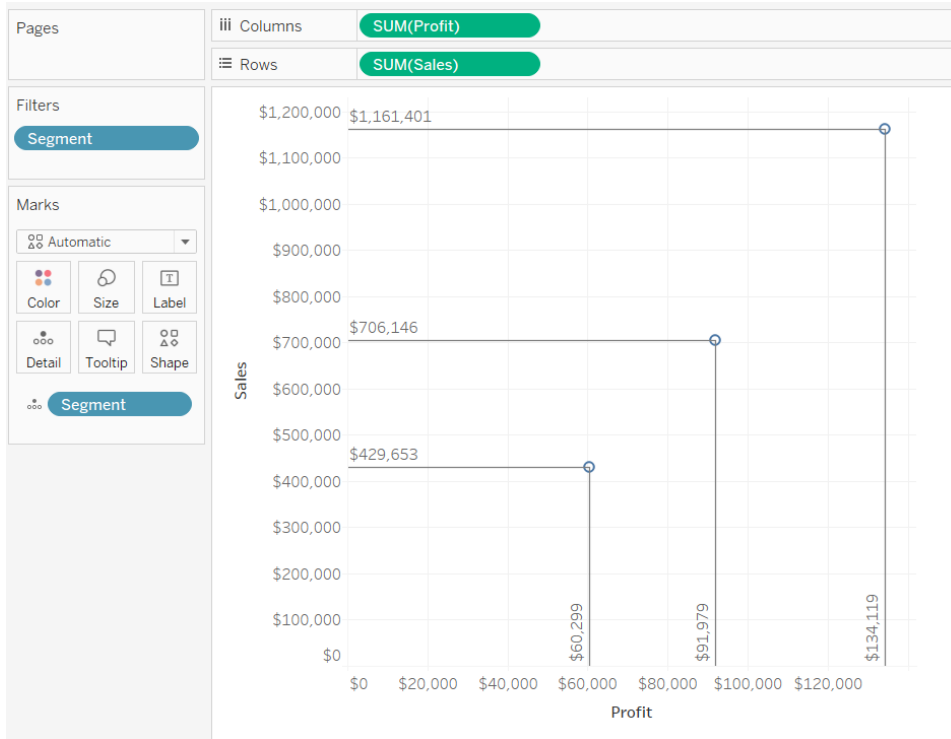 Pages
Columns
SUM(Profit)
Rows
SUM(Sales)
Filters
Segment
Marks
Automatic
Color
Size
Label
Detail
Tooltip
Shape
Segment
$1,200,000
$1,161,401
$1,100,000
$1,000,000
$900,000
$800,000
$706,146
$700,000
$600,000
$500,000
$429,653
$400,000
$300,000
$200,000
$100,000
$0
Sales
$60,299
$91,979
$134,119
$0 $20,000 $40,000 $60,000 $80,000 $100,000 $120,000
Profit